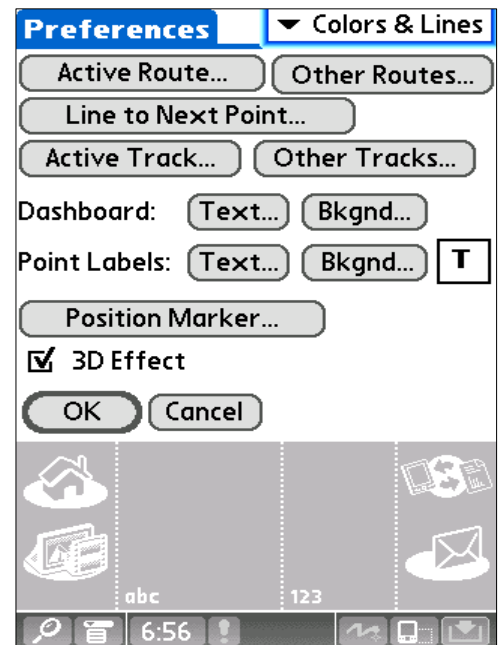 Preferences ▼ Colors & Lines
Active Route... Other Routes...
Line to Next Point...
Active Track... Other Tracks...
Dashboard: Text... Bkgnd...
Point Labels: Text... Bkgnd... T
Position Marker...
3D Effect
OK Cancel
abc 123
6:56